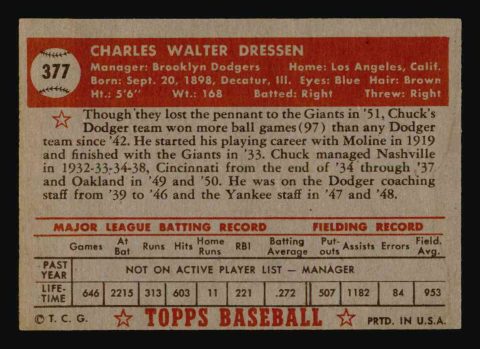 377
CHARLES WALTER DRESSEN
Manager: Brooklyn Dodgers Home: Los Angeles, Calif.
Born: Sept. 20, 1898, Decatur, Ill. Eyes: Blue Hair: Brown
Ht.: 5'6" Wt.: 168 Batted: Right Threw: Right
Though they lost the pennant to the Giants in '51, Chuck's
Dodger team won more ball games (97) than any Dodger
team since '42. He started his playing career with Moline in 1919
and finished with the Giants in '33. Chuck managed Nashville
in 1932-33-34-38, Cincinnati from the end of '34 through '37
and Oakland in '49 and '50. He was on the Dodger coaching
staff from '39 to '46 and the Yankee staff in '47 and '48.
MAJOR LEAGUE BATTING RECORD FIELDING RECORD
Games At Bat Runs Hits Home Runs RBI Batting Average Put-outs Assists Errors Field. Avg.
PAST YEAR NOT ON ACTIVE PLAYER LIST — MANAGER
LIFE-TIME 646 2215 313 603 11 221 .272 507 1182 84 953
© T. C. G. TOPPS BASEBALL PRTD. IN U.S.A.